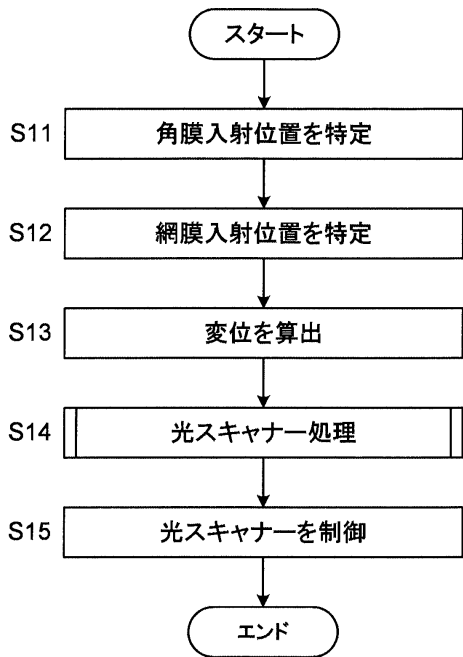 スタート
S11 角膜入射位置を特定
S12 網膜入射位置を特定
S13 変位を算出
S14 光スキャナー処理
S15 光スキャナーを制御
エンド